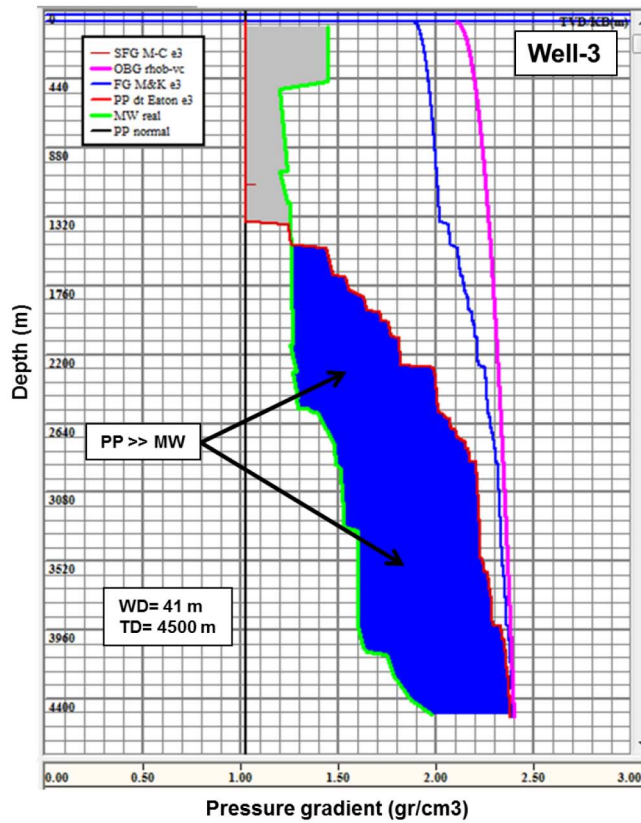 0
TVD/KB(m)
Well-3
SFG M-C e3
OBG rhob-vc
FG M&K e3
PP dt Eaton e3
MW real
PP normal
440
880
1320
1760
2200
2640
3080
3520
3960
4400
Depth (m)
PP >> MW
WD= 41 m
TD= 4500 m
0.00 0.50 1.00 1.50 2.00 2.50 3.00
Pressure gradient (gr/cm3)